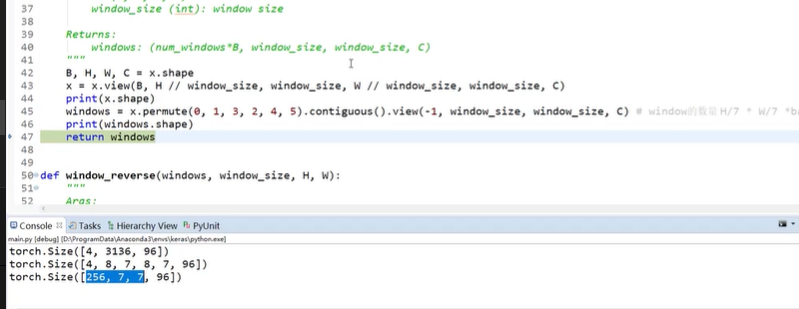 37 window_size (int): window size
38
39 Returns:
40 windows: (num_windows*B, window_size, window_size, C)
41 """
42 B, H, W, C = x.shape
43 x = x.view(B, H // window_size, window_size, W // window_size, window_size, C)
44 print(x.shape)
45 windows = x.permute(0, 1, 3, 2, 4, 5).contiguous().view(-1, window_size, window_size, C) # window的数量 H/7 * W/7 *ba
46 print(windows.shape)
47 return windows
48
49
50 def window_reverse(windows, window_size, H, W):
51 """
52 Args:
Console Tasks Hierarchy View PyUnit
main.py [debug] [D:\ProgramData\Anaconda3\envs\keras\python.exe]
torch.Size([4, 3136, 96])
torch.Size([4, 8, 7, 8, 7, 96])
torch.Size([256, 7, 7, 96])